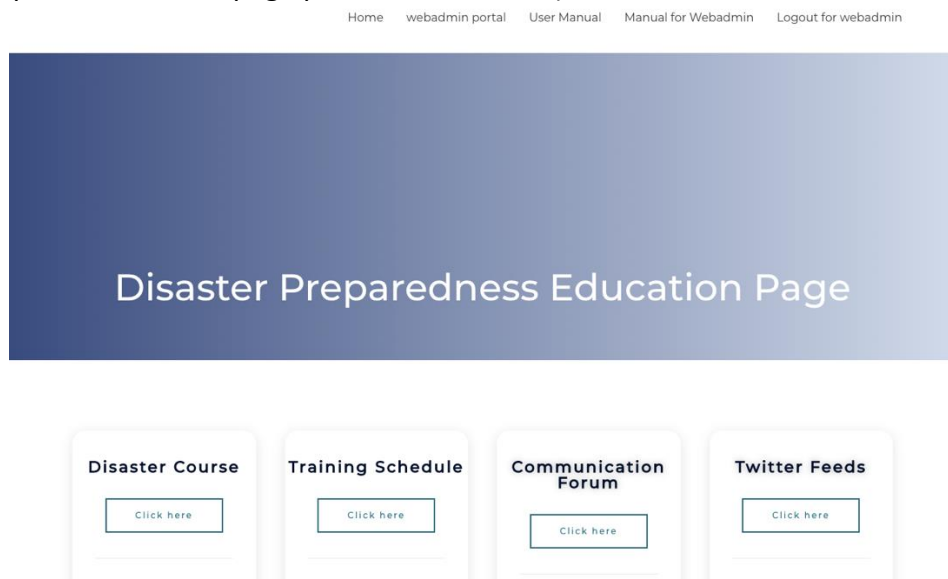 Home webadmin portal User Manual Manual for Webadmin Logout for webadmin
Disaster Preparedness Education Page
Disaster Course
Click here
Training Schedule
Click here
Communication
Forum
Click here
Twitter Feeds
Click here